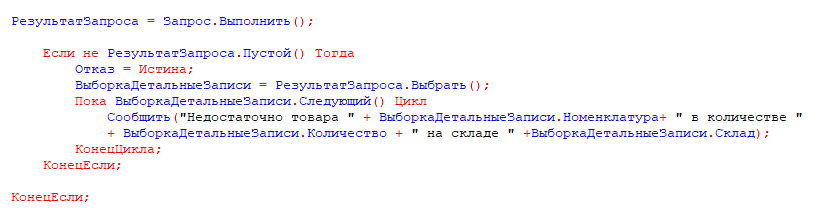 РезультатЗапроса = Запрос.Выполнить();
Если не РезультатЗапроса.Пустой() Тогда
Отказ = Истина;
ВыборкаДетальныеЗаписи = РезультатЗапроса.Выбрать();
Пока ВыборкаДетальныеЗаписи.Следующий() Цикл
Сообщить("Недостаточно товара " + ВыборкаДетальныеЗаписи.Номенклатура+ " в количестве "
+ ВыборкаДетальныеЗаписи.Количество + " на складе " +ВыборкаДетальныеЗаписи.Склад);
КонецЦикла;
КонецЕсли;
КонецЕсли;